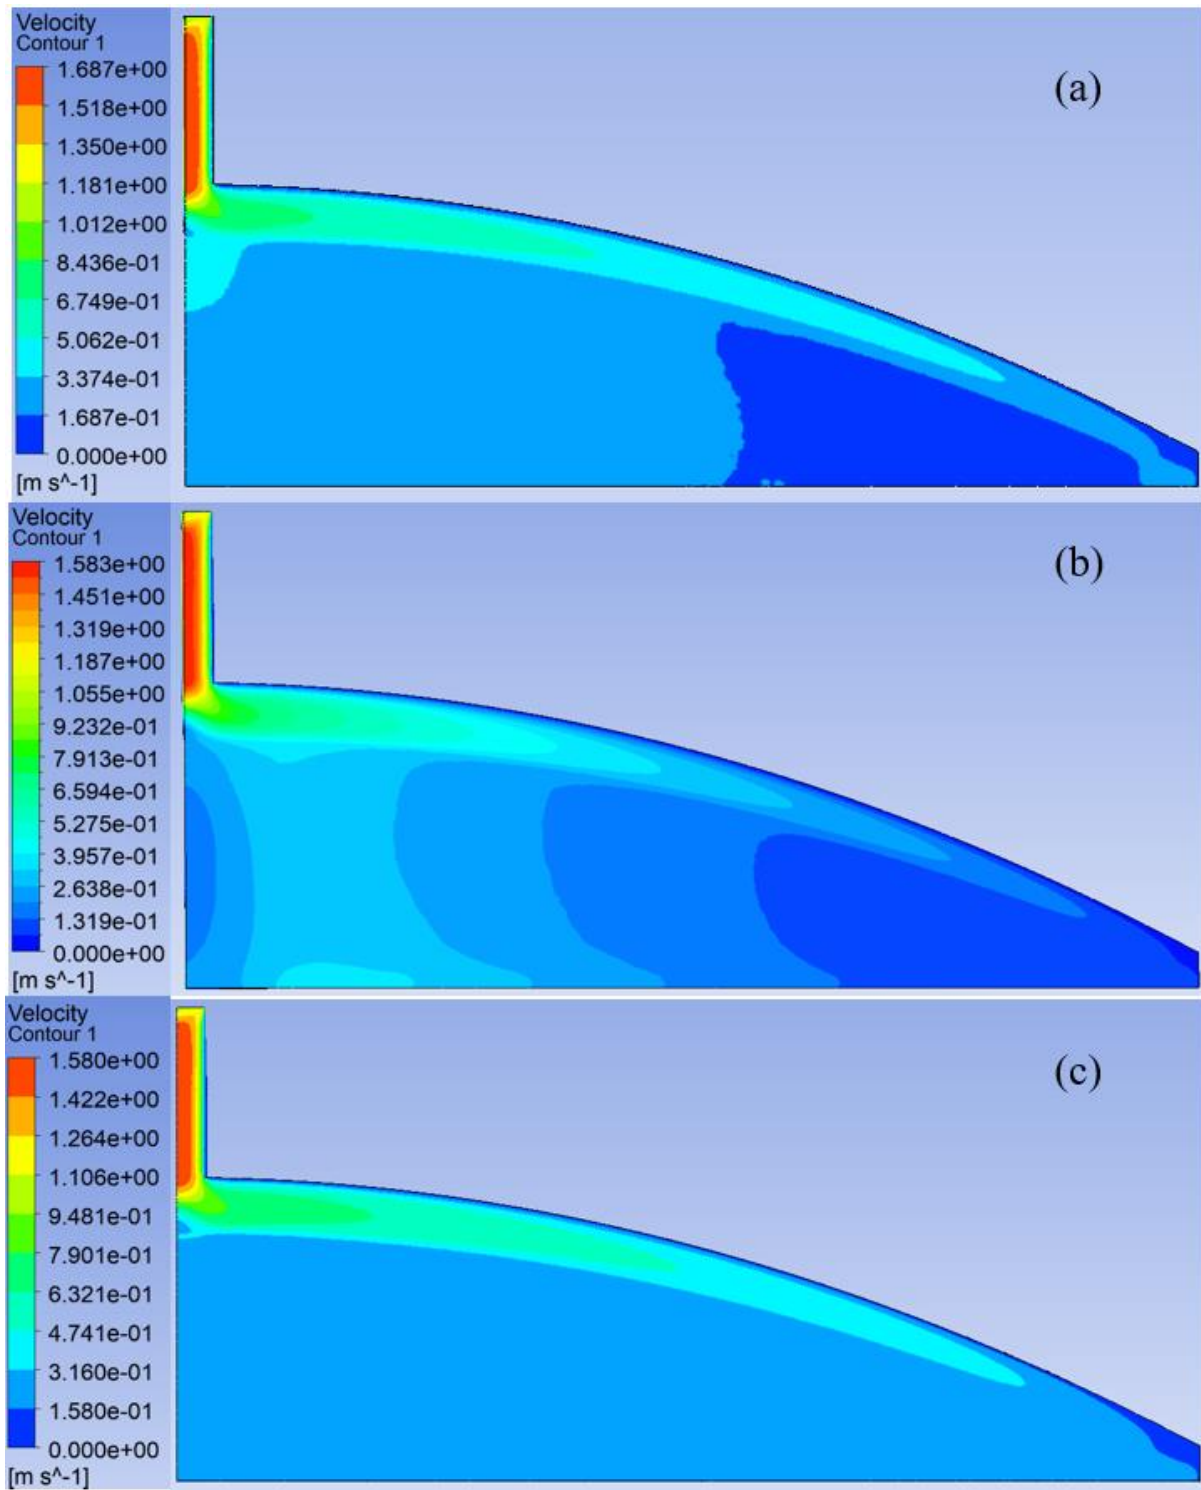 Velocity
Contour 1
1.687e+00
1.518e+00
1.350e+00
1.181e+00
1.012e+00
8.436e-01
6.749e-01
5.062e-01
3.374e-01
1.687e-01
0.000e+00
[m s^-1]
(a)
Velocity
Contour 1
1.583e+00
1.451e+00
1.319e+00
1.187e+00
1.055e+00
9.232e-01
7.913e-01
6.594e-01
5.275e-01
3.957e-01
2.638e-01
1.319e-01
0.000e+00
[m s^-1]
(b)
Velocity
Contour 1
1.580e+00
1.422e+00
1.264e+00
1.106e+00
9.481e-01
7.901e-01
6.321e-01
4.741e-01
3.160e-01
1.580e-01
0.000e+00
[m s^-1]
(c)